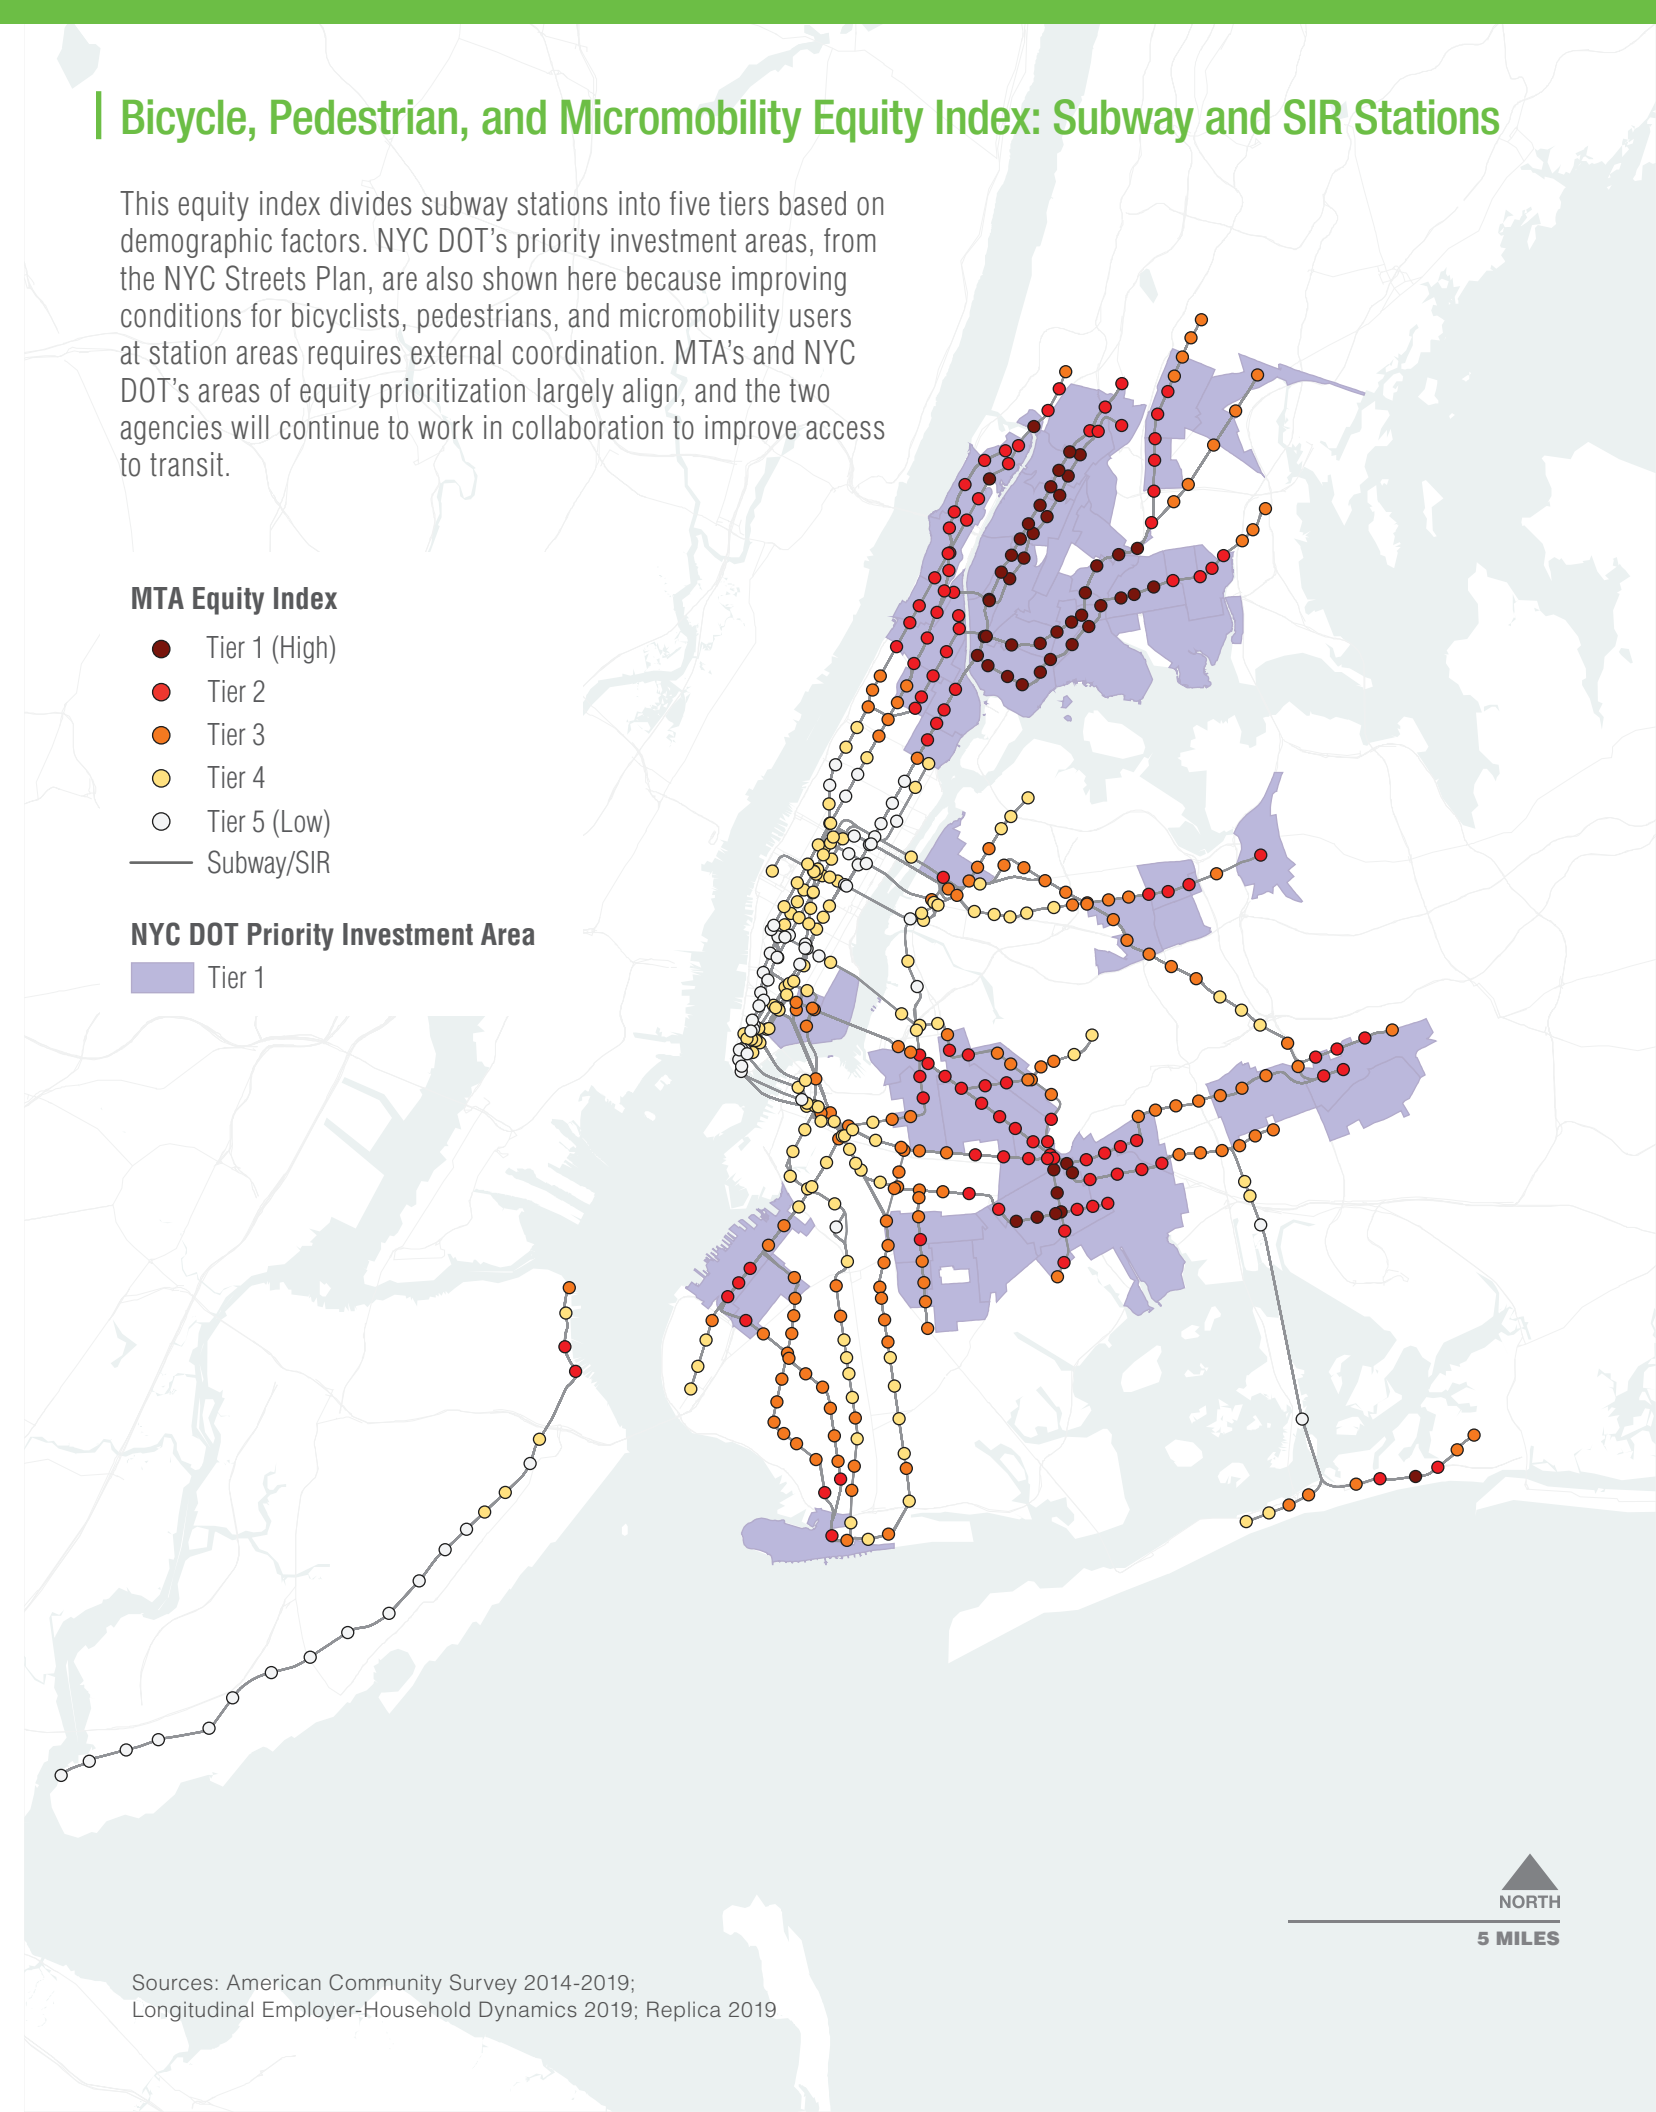 Bicycle, Pedestrian, and Micromobility Equity Index: Subway and SIR Stations
This equity index divides subway stations into five tiers based on
demographic factors. NYC DOT’s priority investment areas, from
the NYC Streets Plan, are also shown here because improving
conditions for bicyclists, pedestrians, and micromobility users
at station areas requires external coordination. MTA’s and NYC
DOT’s areas of equity prioritization largely align, and the two
agencies will continue to work in collaboration to improve access
to transit.
MTA Equity Index
Tier 1 (High)
Tier 2
Tier 3
Tier 4
Tier 5 (Low)
Subway/SIR
NYC DOT Priority Investment Area
Tier 1
NORTH
5 MILES
Sources: American Community Survey 2014-2019;
Longitudinal Employer-Household Dynamics 2019; Replica 2019